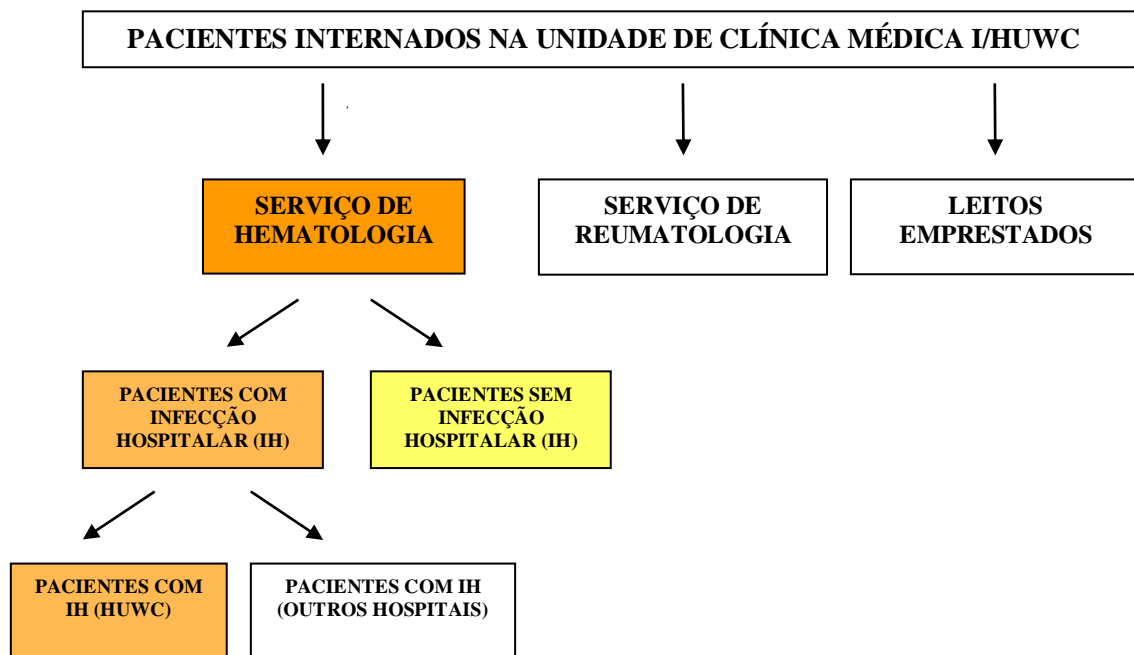 PACIENTES INTERNADOS NA UNIDADE DE CLÍNICA MÉDICA I/HUWC
SERVIÇO DE
HEMATOLOGIA
SERVIÇO DE
REUMATOLOGIA
LEITOS
EMPRESTADOS
PACIENTES COM
INFECÇÃO
HOSPITALAR (IH)
PACIENTES SEM
INFECÇÃO
HOSPITALAR (IH)
PACIENTES COM
IH (HUWC)
PACIENTES COM IH
(OUTROS HOSPITAIS)